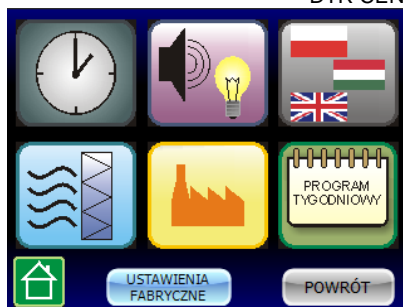 PROGRAM
TYGODNIOWY
USTAWIENIA
FABRYCZNE
POWRÓT